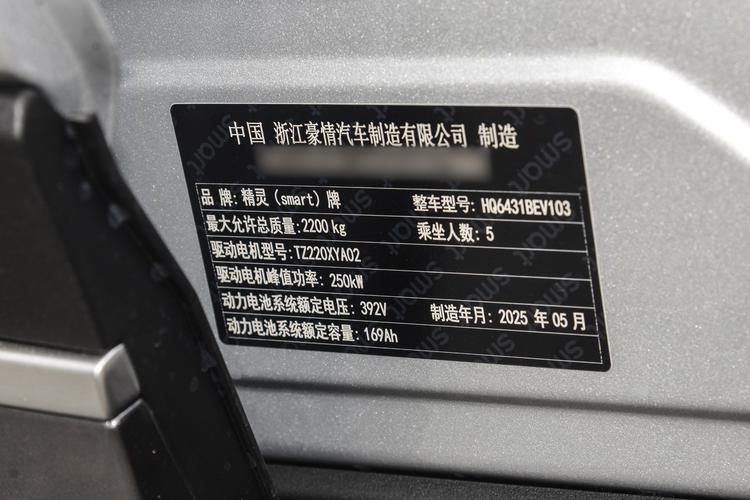 中国 浙江豪情汽车制造有限公司 制造
品 牌: 精灵 (smart) 牌 整车型号: HQ6431BEV103
最大允许总质量: 2200 kg 乘坐人数: 5
驱动电机型号: TZ220XYA02
驱动电机峰值功率: 250kW
动力电池系统额定电压: 392V 制造年月: 2025 年 05 月
动力电池系统额定容量: 169Ah